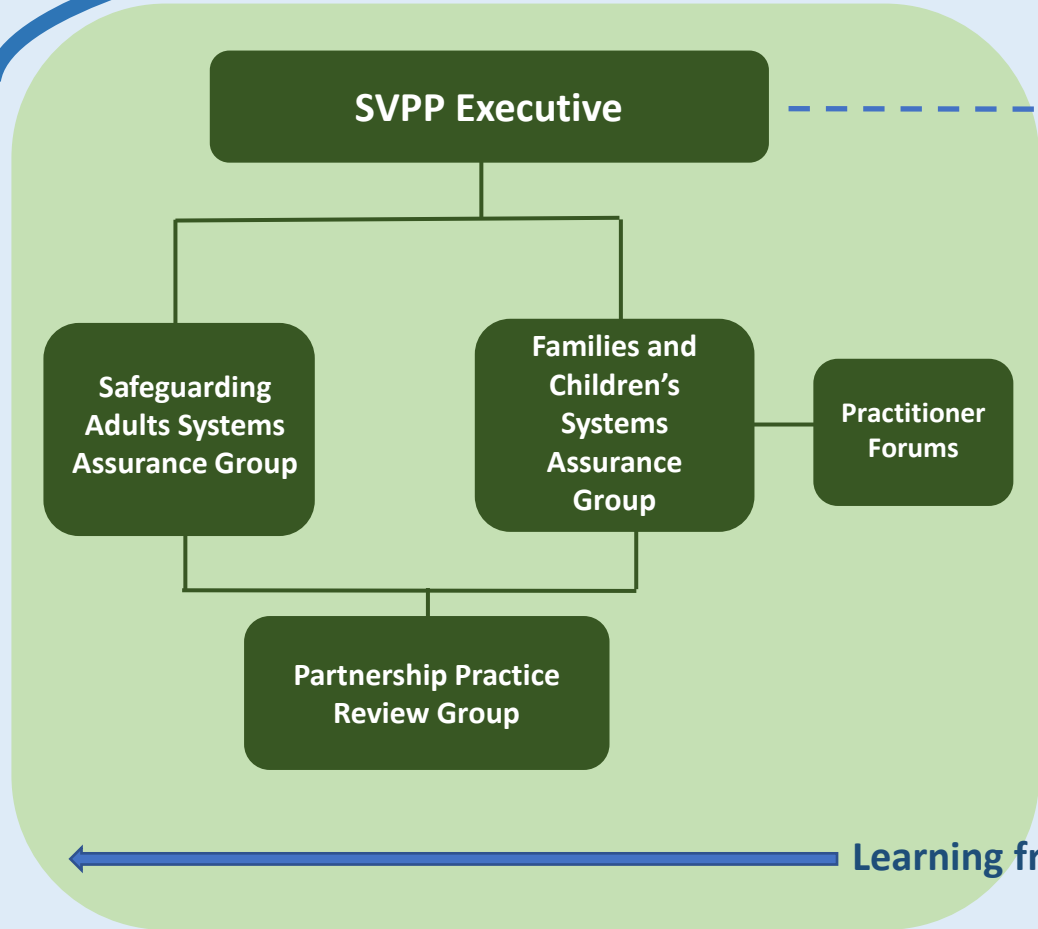 SVPP Executive
Safeguarding
Adults Systems
Assurance Group
Families and
Children’s
Systems
Assurance
Group
Practitioner
Forums
Partnership Practice
Review Group
Learning